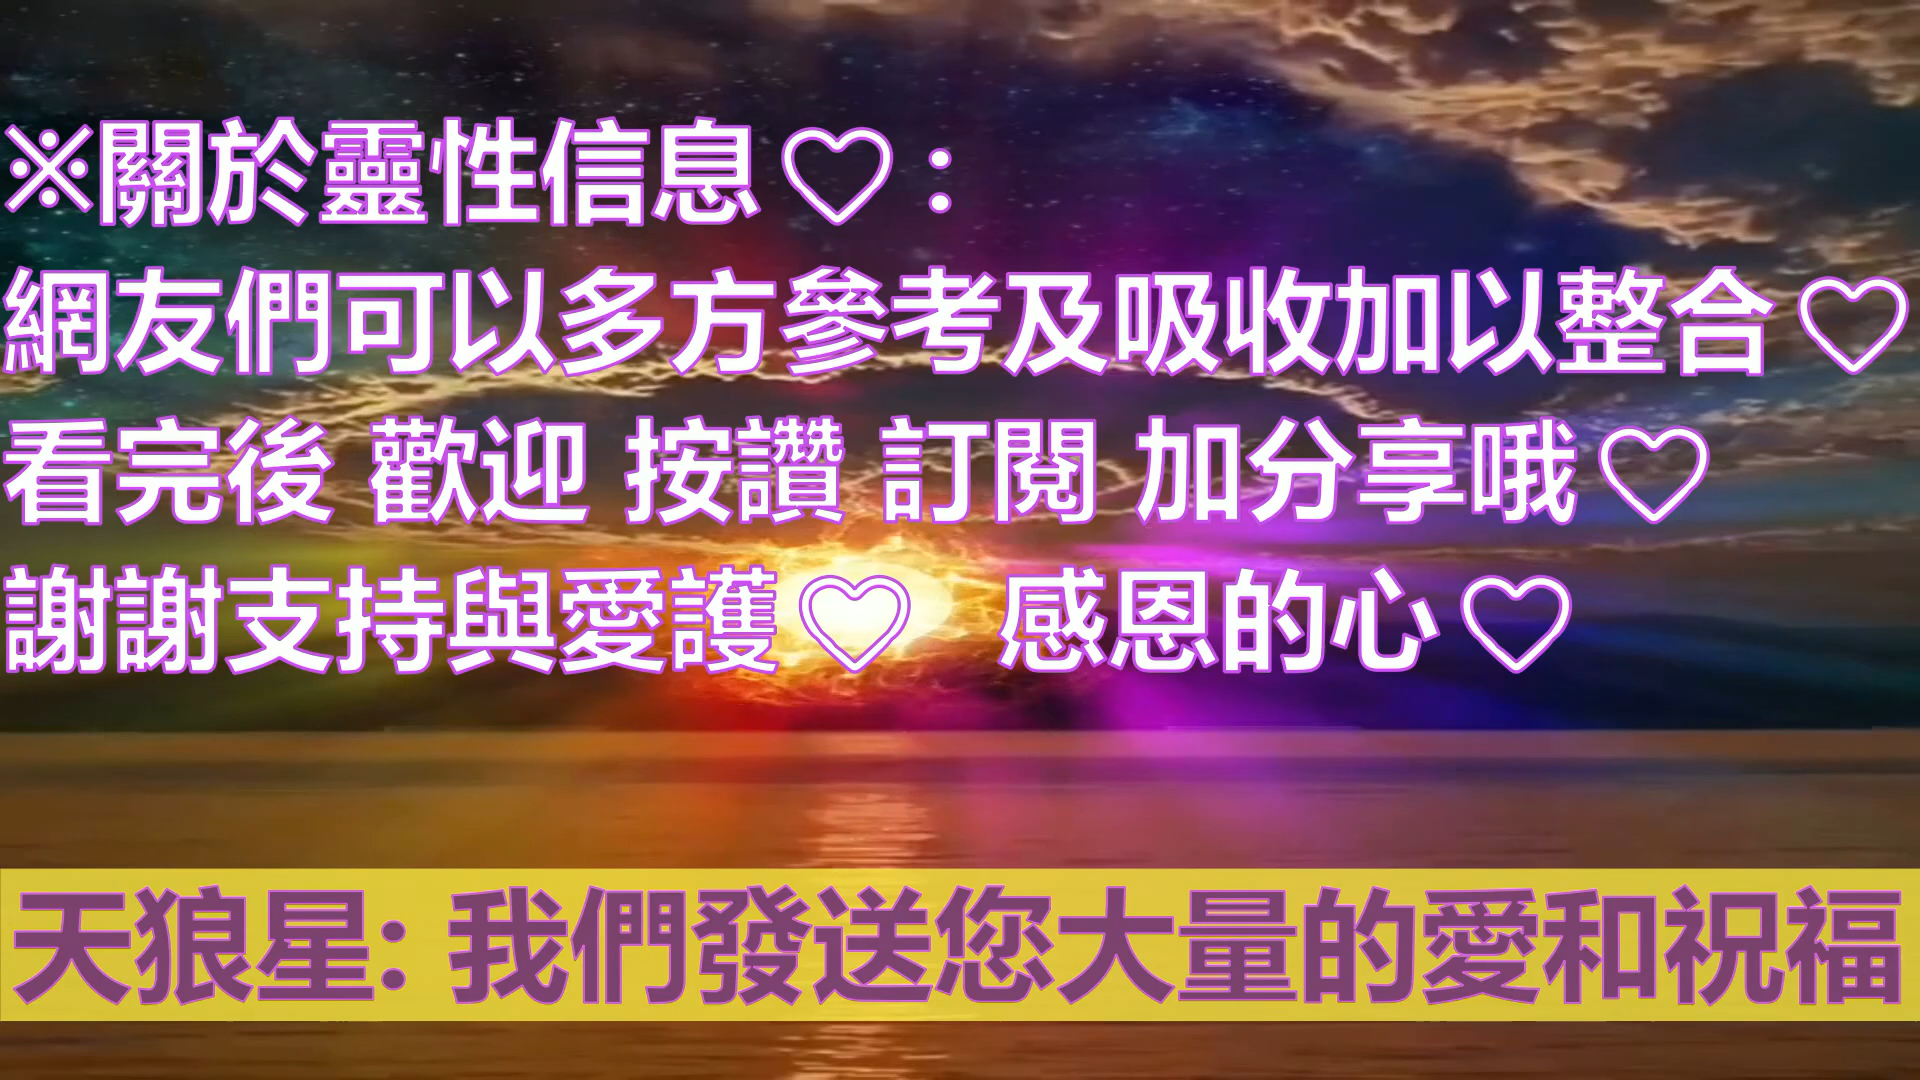 ※關於靈性信息♡：
網友們可以多方參考及吸收加以整合♡
看完後 歡迎 按讚 訂閱 加分享哦♡
謝謝支持與愛護♡ 感恩的心♡
天狼星: 我們發送您大量的愛和祝福